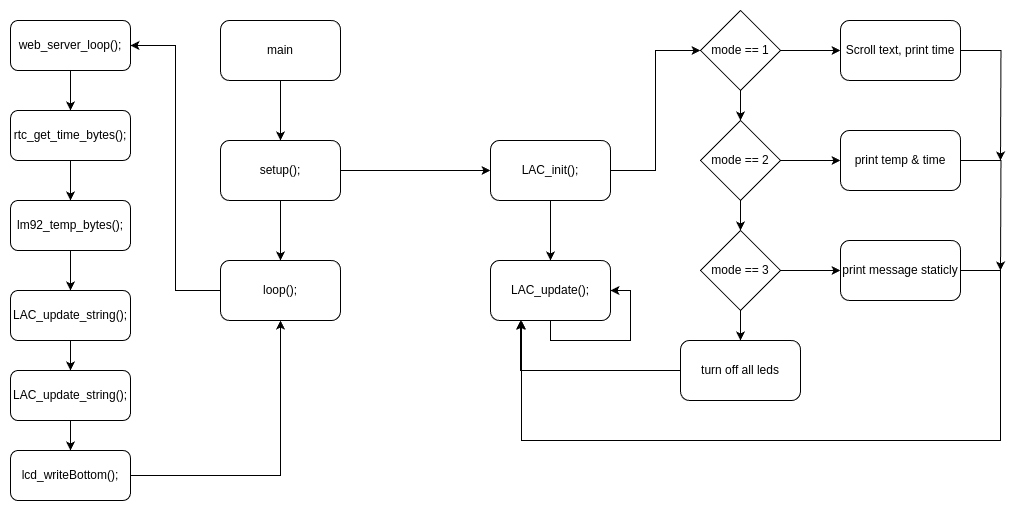 web_server_loop();
rtc_get_time_bytes();
lm92_temp_bytes();
LAC_update_string();
LAC_update_string();
lcd_writeBottom();
main
setup();
loop();
LAC_init();
LAC_update();
mode == 1
mode == 2
mode == 3
turn off all leds
Scroll text, print time
print temp & time
print message staticly